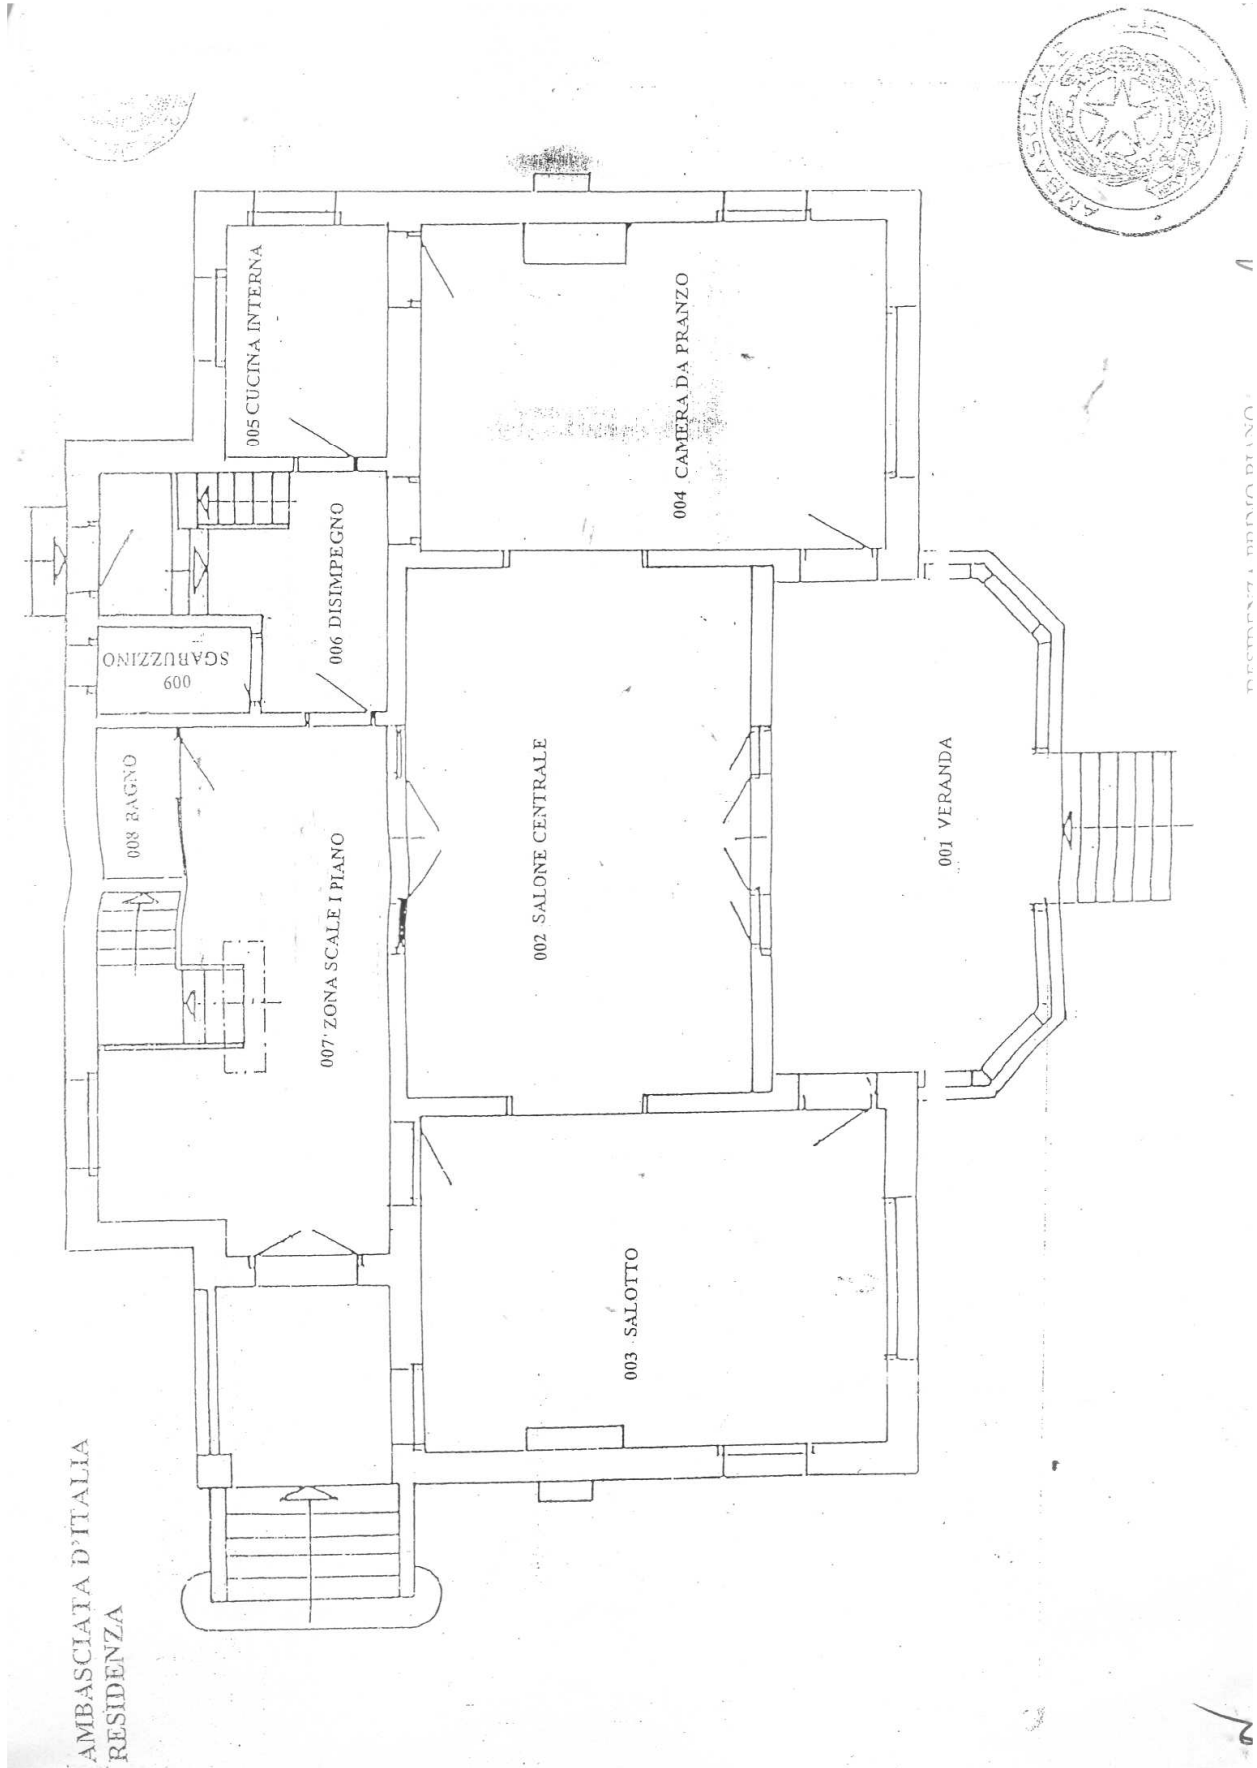 AMBASCIATA D'ITALIA
RESIDENZA
005 CUCINA INTERNA
004 CAMERA DA PRANZO
006 DISIMPEGNO
009
SGABUZZINO
008 BAGNO
007 ZONA SCALE I PIANO
002 SALONE CENTRALE
001 VERANDA
003 SALOTTO
AMBASCIATA